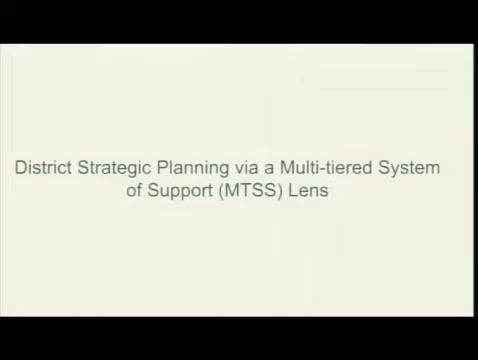 District Strategic Planning via a Multi-tiered System
of Support (MTSS) Lens